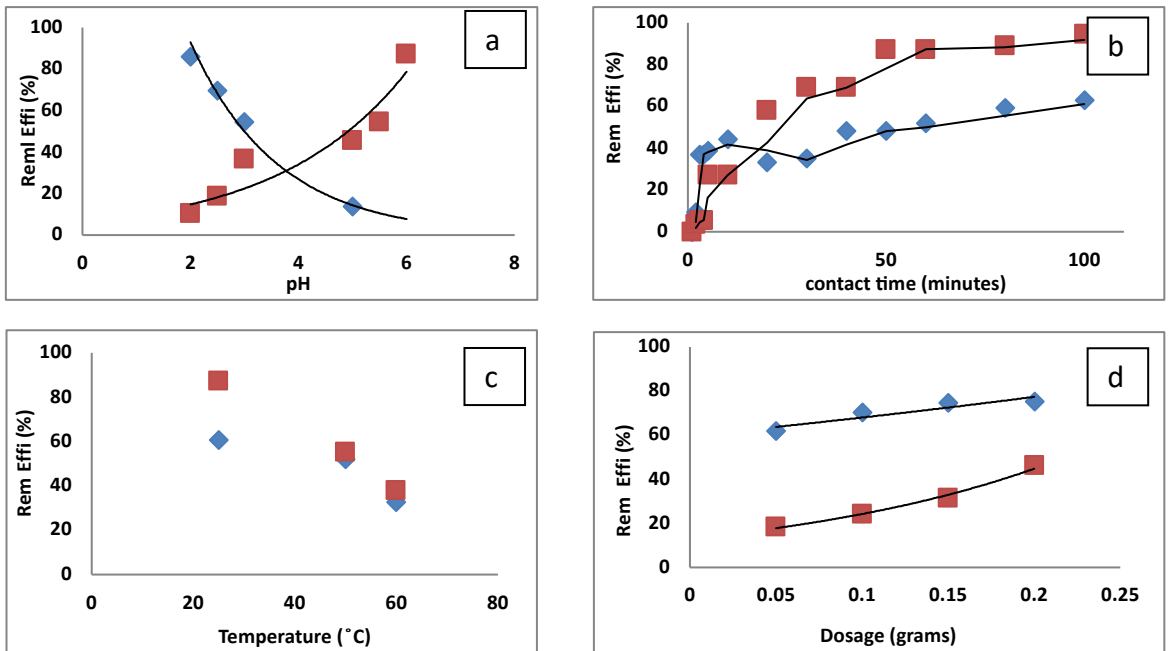 a
Reml Effi (%)
100
80
60
40
20
0
0 2 4 6 8
pH
b
Rem Effi (%)
100
80
60
40
20
0
0 50 100
contact time (minutes)
c
Rem Effi (%)
100
80
60
40
20
0
0 20 40 60 80
Temperature (˚C)
d
Rem Effi (%)
100
80
60
40
20
0
0 0.05 0.1 0.15 0.2 0.25
Dosage (grams)